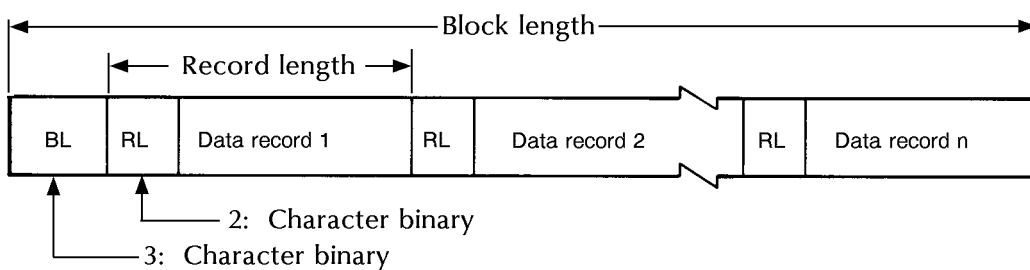 Block length
Record length
BL RL Data record 1 RL Data record 2 RL Data record n
2: Character binary
3: Character binary